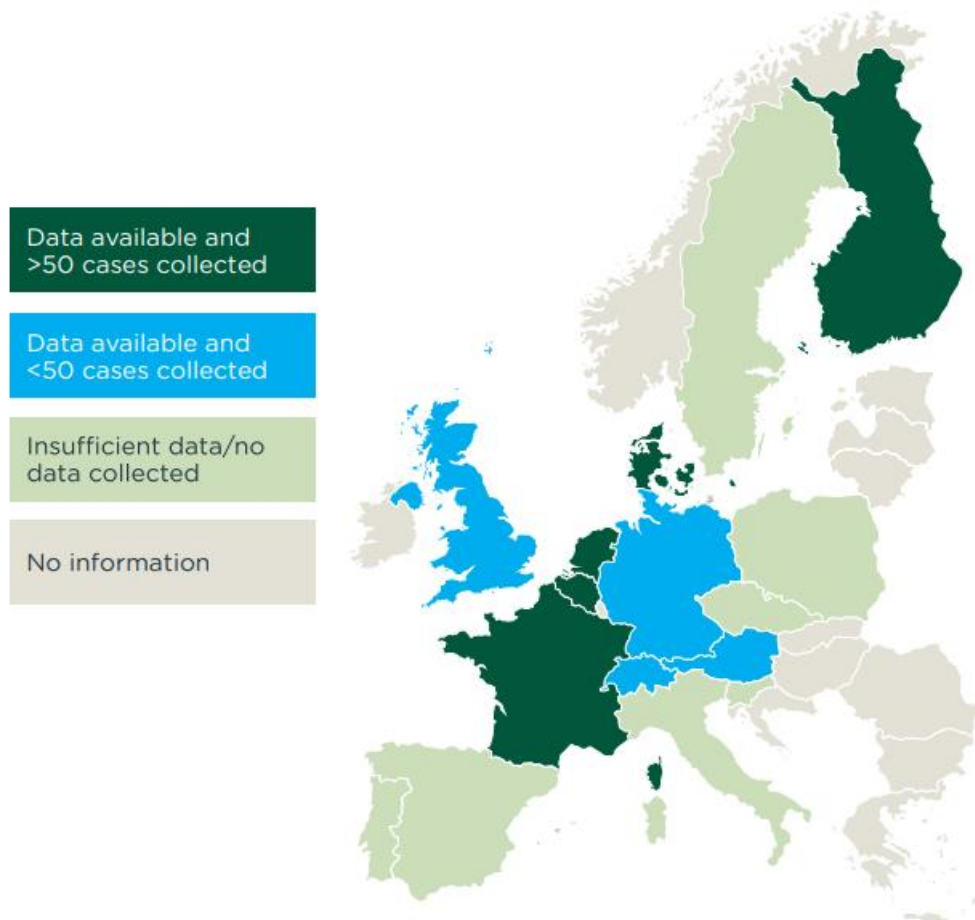 Data available and
>50 cases collected
Data available and
<50 cases collected
Insufficient data/no
data collected
No information